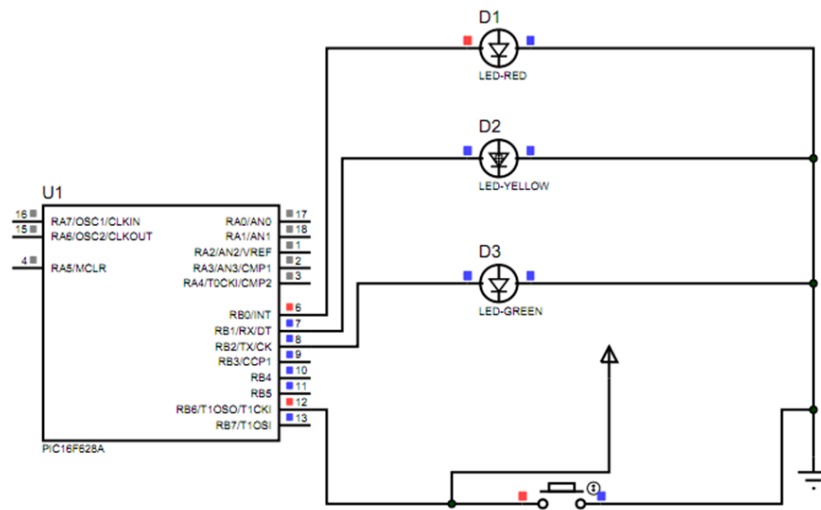 D1
LED-RED
D2
LED-YELLOW
U1
16 RA7/OSC1/CLKIN RA0/AN0 17
15 RA6/OSC2/CLKOUT RA1/AN1 18
RA2/AN2/VREF 1
4 RA5/MCLR RA3/AN3/CMP1 2
RA4/T0CKI/CMP2 3
D3
LED-GREEN
RB0/INT 6
RB1/RX/DT 7
RB2/TX/CK 8
RB3/CCP1 9
RB4 10
RB5 11
RB6/T1OSO/T1CKI 12
RB7/T1OSI 13
PIC16F628A